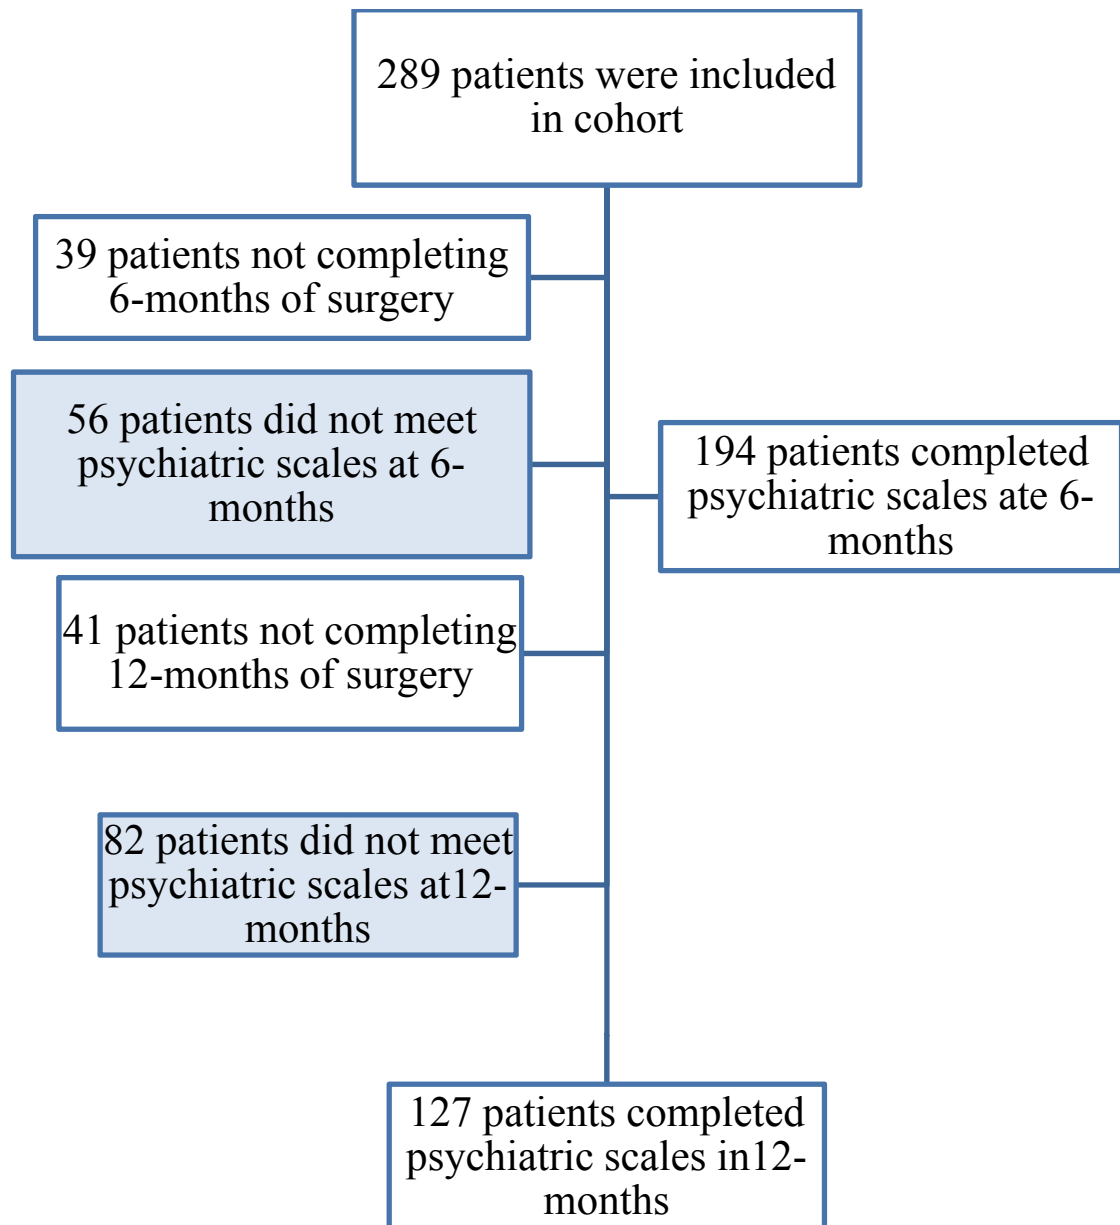 289 patients were included
in cohort
39 patients not completing
6-months of surgery
56 patients did not meet
psychiatric scales at 6-
months
194 patients completed
psychiatric scales ate 6-
months
41 patients not completing
12-months of surgery
82 patients did not meet
psychiatric scales at12-
months
127 patients completed
psychiatric scales in12-
months